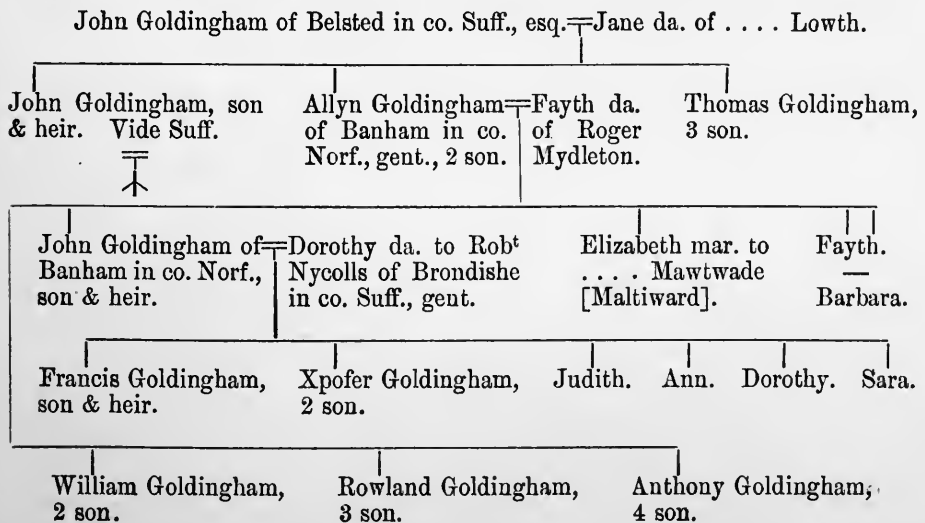 John Goldingham of Belsted in co. Suff., esq.=Jane da. of . . . . Lowth.
John Goldingham, son
& heir. Vide Suff.
Allyn Goldingham=Fayth da.
of Banham in co. of Roger
Norf., gent., 2 son. Mydleton.
Thomas Goldingham,
3 son.
John Goldingham of=Dorothy da. to Robᵗ
Banham in co. Norf., Nycolls of Brondishe
son & heir. in co. Suff., gent.
Elizabeth mar. to
. . . . Mawtwade
[Maltiward].
Fayth.
—
Barbara.
Francis Goldingham,
son & heir.
Xpofer Goldingham,
2 son.
Judith.
Ann.
Dorothy.
Sara.
William Goldingham,
2 son.
Rowland Goldingham,
3 son.
Anthony Goldingham,
4 son.